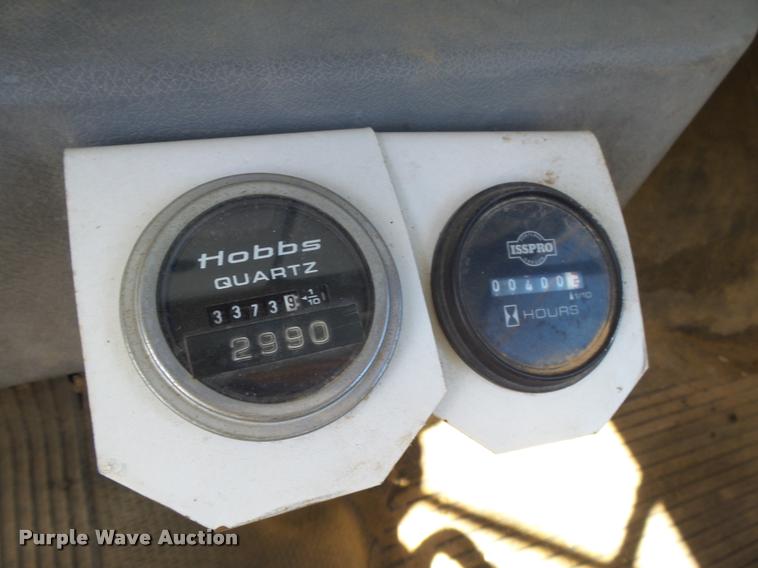 Hobbs
QUARTZ
33739 1/10
2990
ISSPRO
00400
1/10
HOURS
Purple Wave Auction